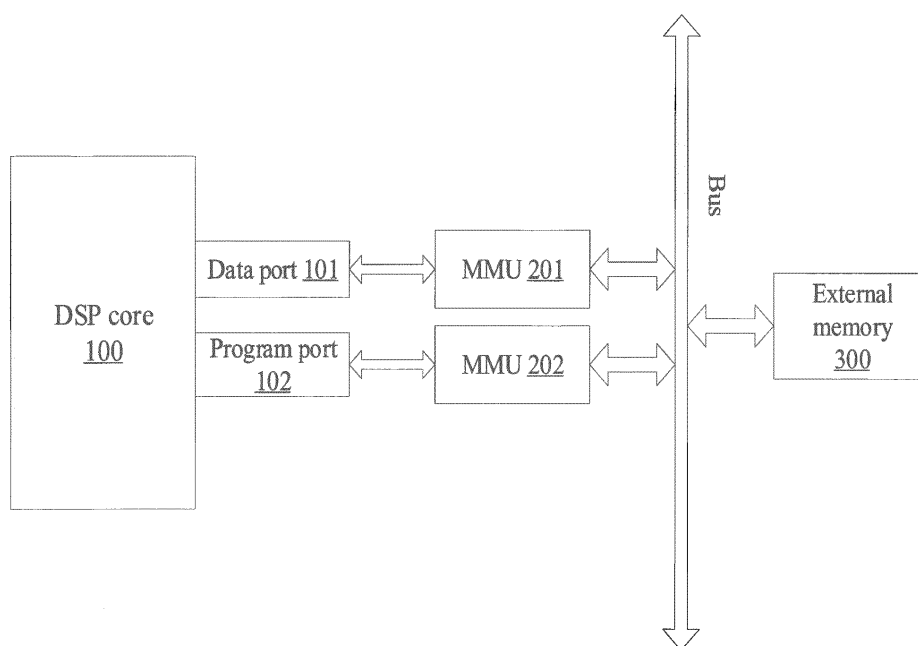 DSP core
100
Data port 101
Program port
102
MMU 201
MMU 202
Bus
External
memory
300